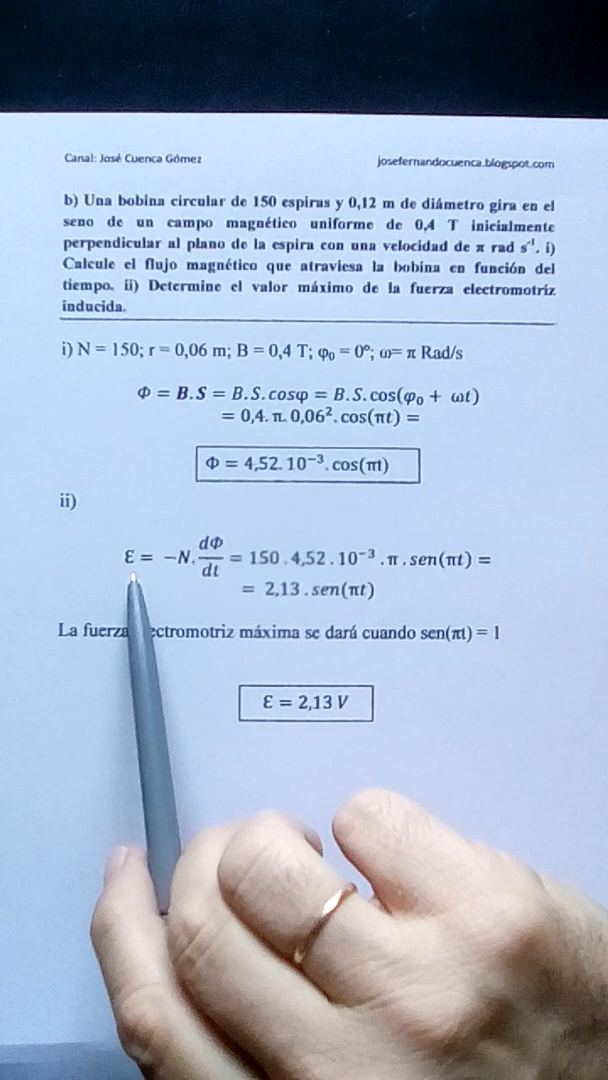 Canal: José Cuenca Gómez josefernandocuenca.blogspot.com
b) Una bobina circular de 150 espiras y 0,12 m de diámetro gira en el
seno de un campo magnético uniforme de 0,4 T inicialmente
perpendicular al plano de la espira con una velocidad de π rad s⁻¹. i)
Calcule el flujo magnético que atraviesa la bobina en función del
tiempo. ii) Determine el valor máximo de la fuerza electromotriz
inducida.
i) N = 150; r = 0,06 m; B = 0,4 T; φ₀ = 0º; ω= π Rad/s
Φ = B.S = B.S.cosφ = B.S.cos(φ₀ + ωt)
= 0,4. π. 0,06².cos(πt) =
Φ = 4,52.10⁻³.cos(πt)
ii)
Ɛ = −N. dΦ/dt = 150 . 4,52 . 10⁻³ . π . sen(πt) =
= 2,13 . sen(πt)
La fuerza ectromotriz máxima se dará cuando sen(πt) = 1
Ɛ = 2,13 V